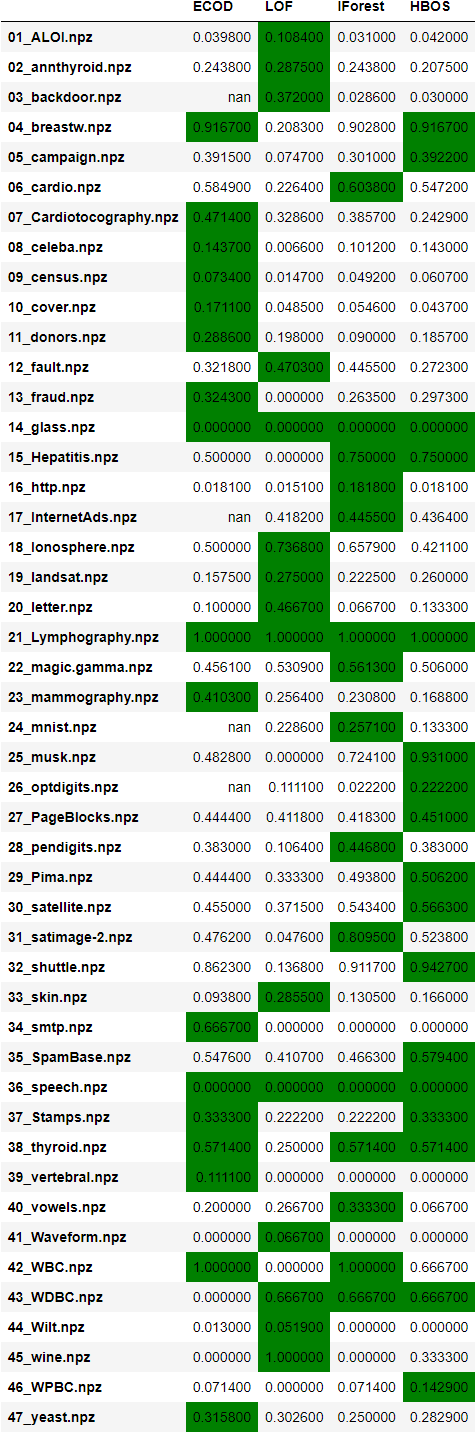 ECOD LOF IForest HBOS
01_ALOI.npz 0.039800 0.108400 0.031000 0.042000
02_annthyroid.npz 0.243800 0.287500 0.243800 0.207500
03_backdoor.npz nan 0.372000 0.028600 0.030000
04_breastw.npz 0.916700 0.208300 0.902800 0.916700
05_campaign.npz 0.391500 0.074700 0.301000 0.392200
06_cardio.npz 0.584900 0.226400 0.603800 0.547200
07_Cardiotocography.npz 0.471400 0.328600 0.385700 0.242900
08_celeba.npz 0.143700 0.006600 0.101200 0.143000
09_census.npz 0.073400 0.014700 0.049200 0.060700
10_cover.npz 0.171100 0.048500 0.054600 0.043700
11_donors.npz 0.288600 0.198000 0.090000 0.185700
12_fault.npz 0.321800 0.470300 0.445500 0.272300
13_fraud.npz 0.324300 0.000000 0.263500 0.297300
14_glass.npz 0.000000 0.000000 0.000000 0.000000
15_Hepatitis.npz 0.500000 0.000000 0.750000 0.750000
16_http.npz 0.018100 0.015100 0.181800 0.018100
17_InternetAds.npz nan 0.418200 0.445500 0.436400
18_Ionosphere.npz 0.500000 0.736800 0.657900 0.421100
19_landsat.npz 0.157500 0.275000 0.222500 0.260000
20_letter.npz 0.100000 0.466700 0.066700 0.133300
21_Lymphography.npz 1.000000 1.000000 1.000000 1.000000
22_magic.gamma.npz 0.456100 0.530900 0.561300 0.506000
23_mammography.npz 0.410300 0.256400 0.230800 0.168800
24_mnist.npz nan 0.228600 0.257100 0.133300
25_musk.npz 0.482800 0.000000 0.724100 0.931000
26_optdigits.npz nan 0.111100 0.022200 0.222200
27_PageBlocks.npz 0.444400 0.411800 0.418300 0.451000
28_pendigits.npz 0.383000 0.106400 0.446800 0.383000
29_Pima.npz 0.444400 0.333300 0.493800 0.506200
30_satellite.npz 0.455000 0.371500 0.543400 0.566300
31_satimage-2.npz 0.476200 0.047600 0.809500 0.523800
32_shuttle.npz 0.862300 0.136800 0.911700 0.942700
33_skin.npz 0.093800 0.285500 0.130500 0.166000
34_smtp.npz 0.666700 0.000000 0.000000 0.000000
35_SpamBase.npz 0.547600 0.410700 0.466300 0.579400
36_speech.npz 0.000000 0.000000 0.000000 0.000000
37_Stamps.npz 0.333300 0.222200 0.222200 0.333300
38_thyroid.npz 0.571400 0.250000 0.571400 0.571400
39_vertebral.npz 0.111100 0.000000 0.000000 0.000000
40_vowels.npz 0.200000 0.266700 0.333300 0.066700
41_Waveform.npz 0.000000 0.066700 0.000000 0.000000
42_WBC.npz 1.000000 0.000000 1.000000 0.666700
43_WDBC.npz 0.000000 0.666700 0.666700 0.666700
44_Wilt.npz 0.013000 0.051900 0.000000 0.000000
45_wine.npz 0.000000 1.000000 0.000000 0.333300
46_WPBC.npz 0.071400 0.000000 0.071400 0.142900
47_yeast.npz 0.315800 0.302600 0.250000 0.282900